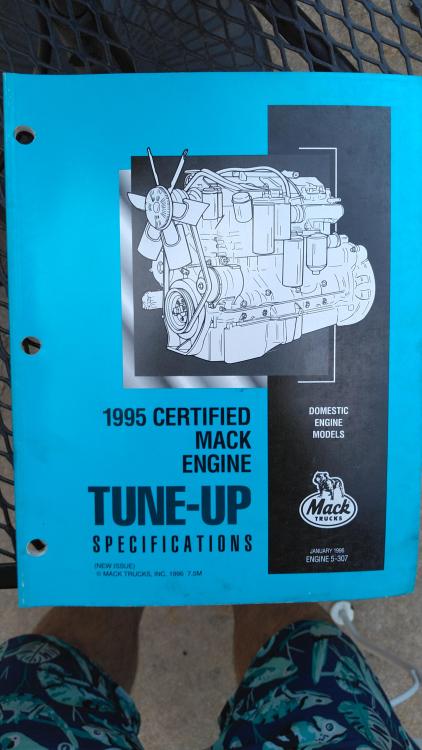 1995 CERTIFIED
MACK
ENGINE
TUNE-UP
SPECIFICATIONS
(NEW ISSUE)
© MACK TRUCKS, INC. 1996 7.5M
DOMESTIC
ENGINE
MODELS
Mack
TRUCKS
JANUARY 1996
ENGINE 5-307